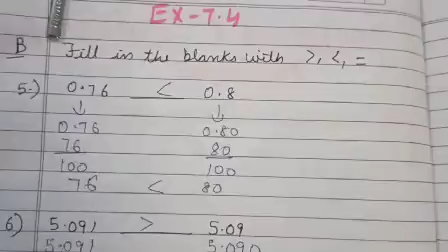 EX-7.4
B Fill in the blanks with >, <, =
5-) 0.76 < 0.8
↓ ↓
0.76 0.80
76 80
100 100
76 < 80
6) 5.091 > 5.09
5.091 5.090